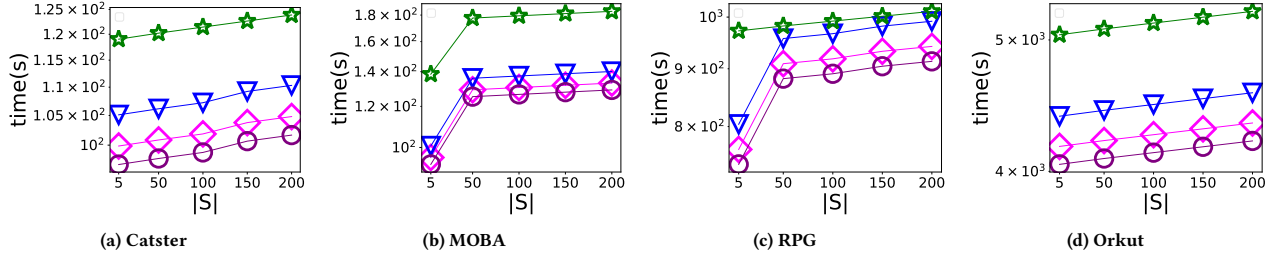 time(s)
1.25 × 10²
1.2 × 10²
1.15 × 10²
1.1 × 10²
1.05 × 10²
10²
5 50 100 150 200
|S|
(a) Catster
time(s)
1.8 × 10²
1.6 × 10²
1.4 × 10²
1.2 × 10²
10²
5 50 100 150 200
|S|
(b) MOBA
time(s)
10³
9 × 10²
8 × 10²
5 50 100 150 200
|S|
(c) RPG
time(s)
5 × 10³
4 × 10³
5 50 100 150 200
|S|
(d) Orkut